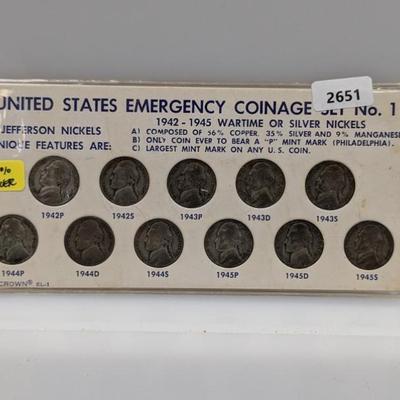 2651
UNITED STATES EMERGENCY COINAGE SET No. 1
1942 - 1945 WARTIME OR SILVER NICKELS
JEFFERSON NICKELS
NIQUE FEATURES ARE:
A) COMPOSED OF 56% COPPER, 35% SILVER AND 9% MANGANESE
B) ONLY COIN EVER TO BEAR A "P" MINT MARK (PHILADELPHIA).
C) LARGEST MINT MARK ON ANY U.S. COIN.
1942P 1942S 1943P 1943D 1943S
1944P 1944D 1944S 1945P 1945D 1945S
CROWN® EL-1